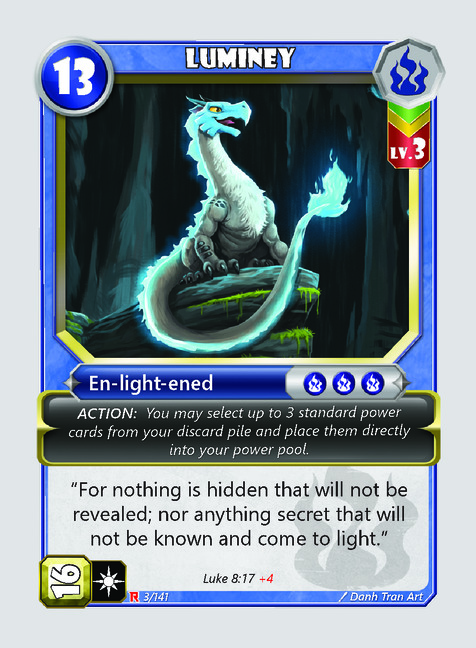 LUMINEY
13
LV.3
En-light-ened
ACTION: You may select up to 3 standard power
cards from your discard pile and place them directly
into your power pool.
“For nothing is hidden that will not be
revealed; nor anything secret that will
not be known and come to light.”
Luke 8:17 +4
16
R 3/141
/ Danh Tran Art